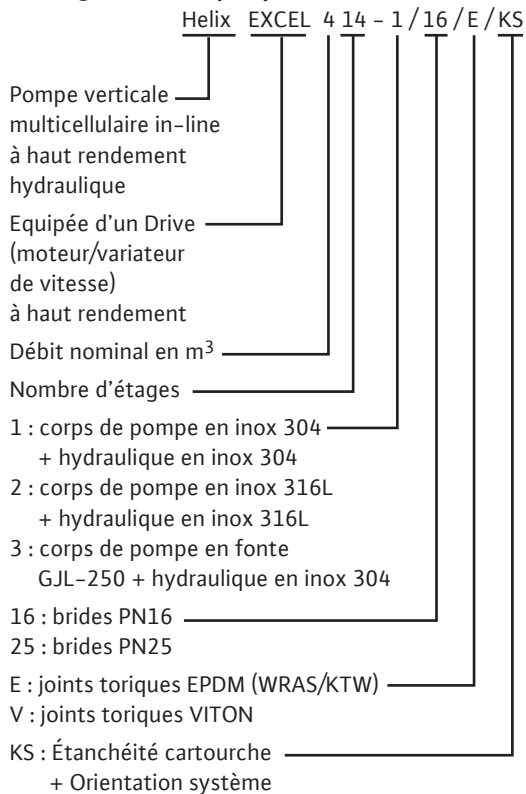 Helix EXCEL 4 14 - 1 / 16 / E / KS
Pompe verticale
multicellulaire in-line
à haut rendement
hydraulique
Equipée d'un Drive
(moteur/variateur
de vitesse)
à haut rendement
Débit nominal en m³
Nombre d'étages
1 : corps de pompe en inox 304
+ hydraulique en inox 304
2 : corps de pompe en inox 316L
+ hydraulique en inox 316L
3 : corps de pompe en fonte
GJL-250 + hydraulique en inox 304
16 : brides PN16
25 : brides PN25
E : joints toriques EPDM (WRAS/KTW)
V : joints toriques VITON
KS : Étanchéité cartourche
+ Orientation système